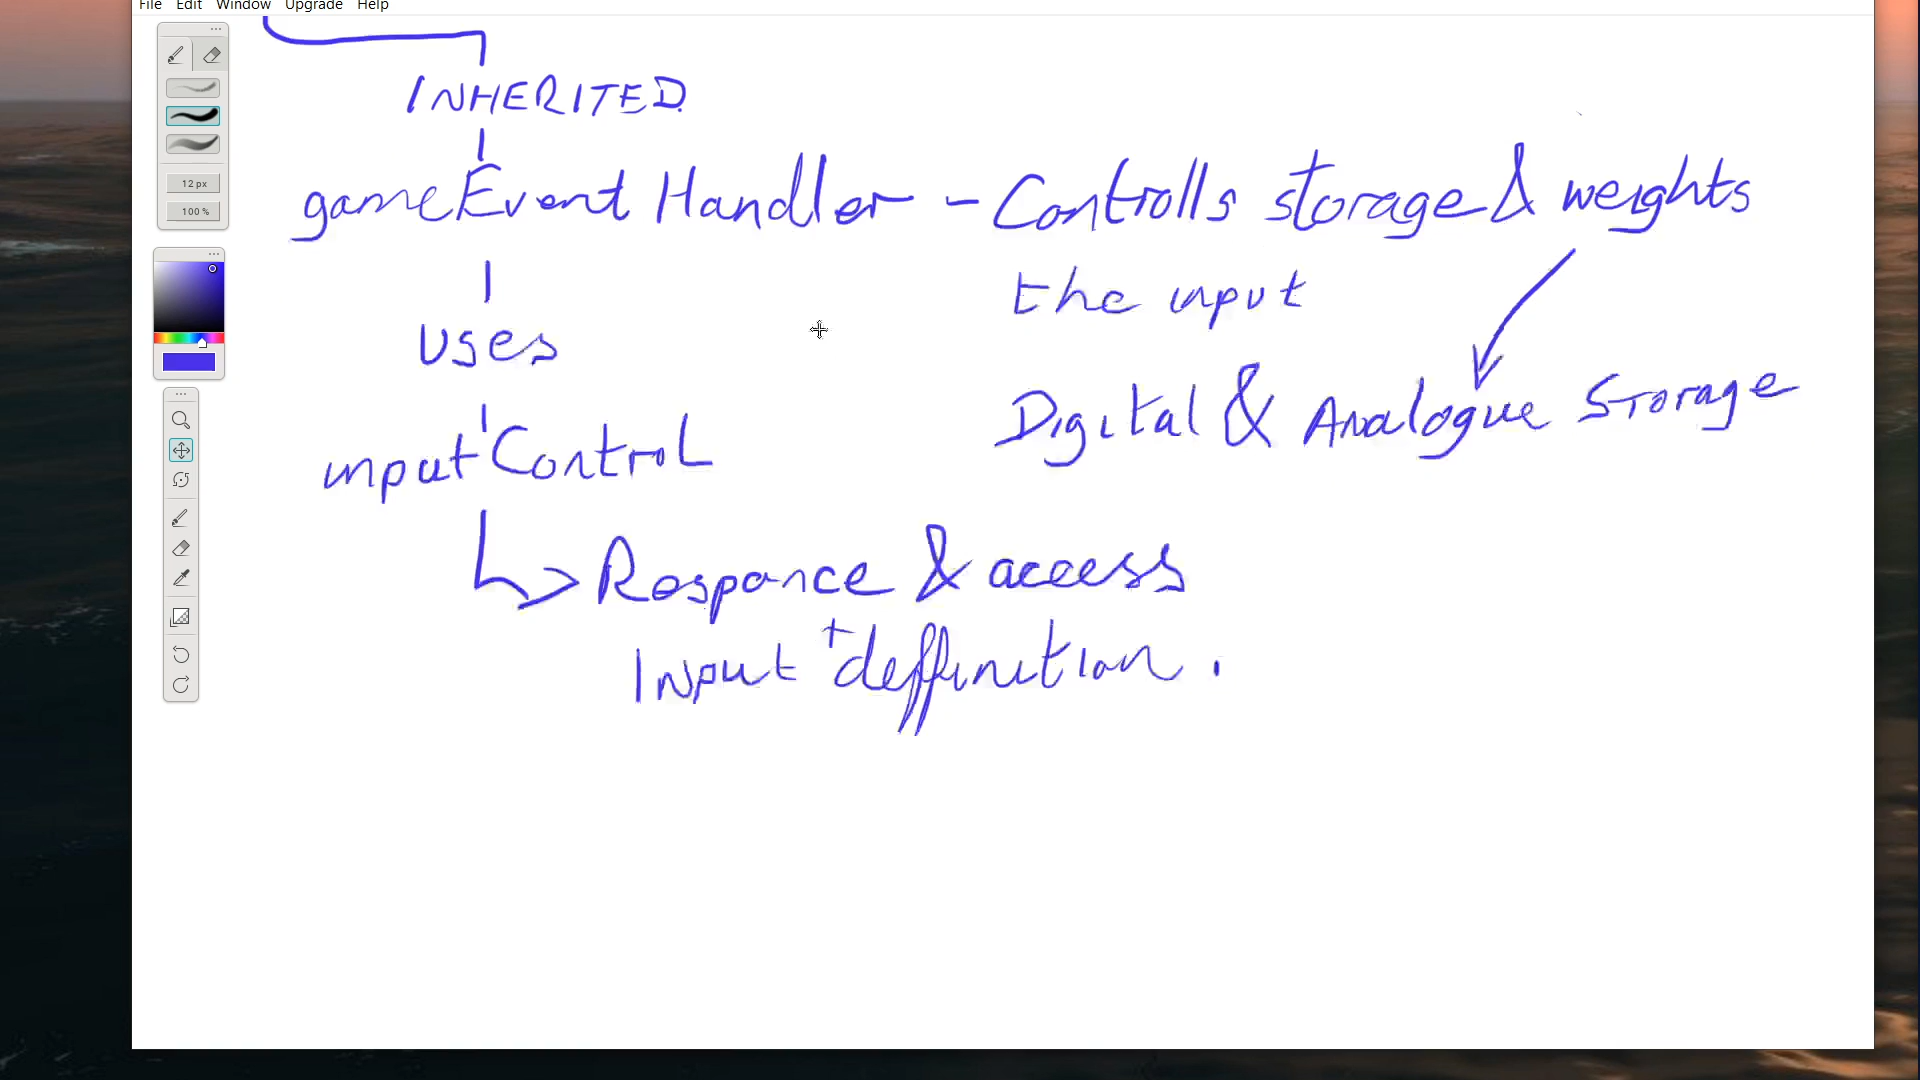 File Edit Window Upgrade Help
INHERITED
gameEvent Handler - Controlls storage & weights
the input
12 px
100 %
uses
Digital & Analogue Storage
inputControl
Responce & access
Input + deffinition.